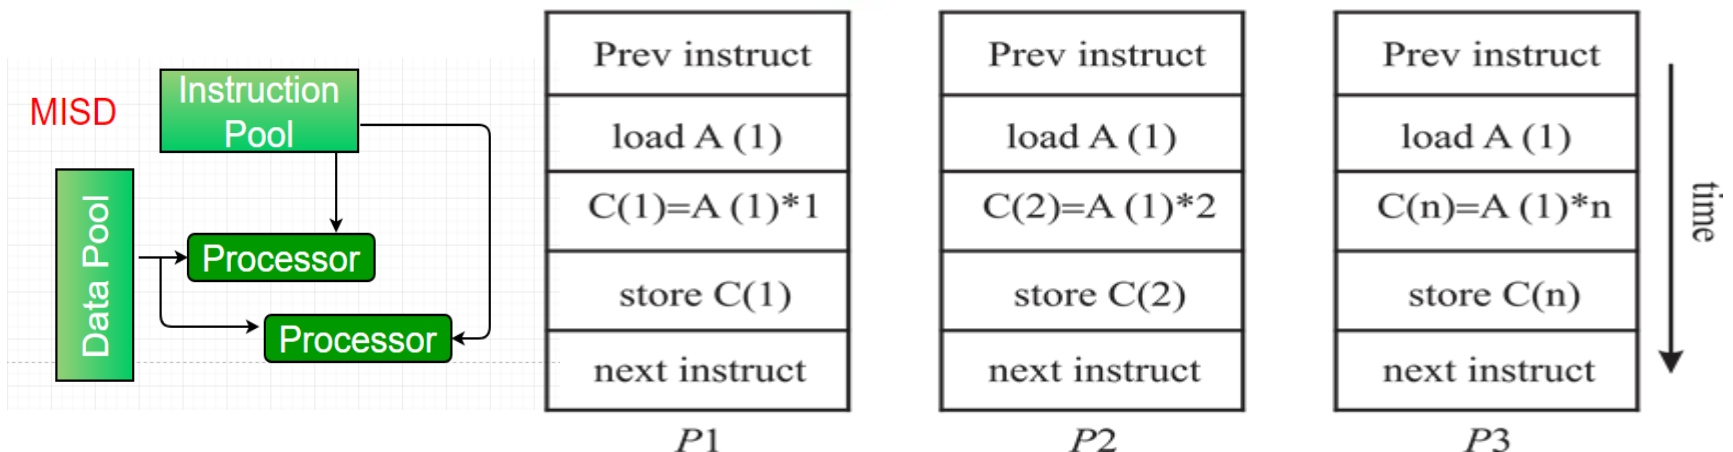 MISD
Instruction
Pool
Data Pool
Processor
Processor
Prev instruct
load A (1)
C(1)=A (1)*1
store C(1)
next instruct
P1
Prev instruct
load A (1)
C(2)=A (1)*2
store C(2)
next instruct
P2
Prev instruct
load A (1)
C(n)=A (1)*n
store C(n)
next instruct
P3
time